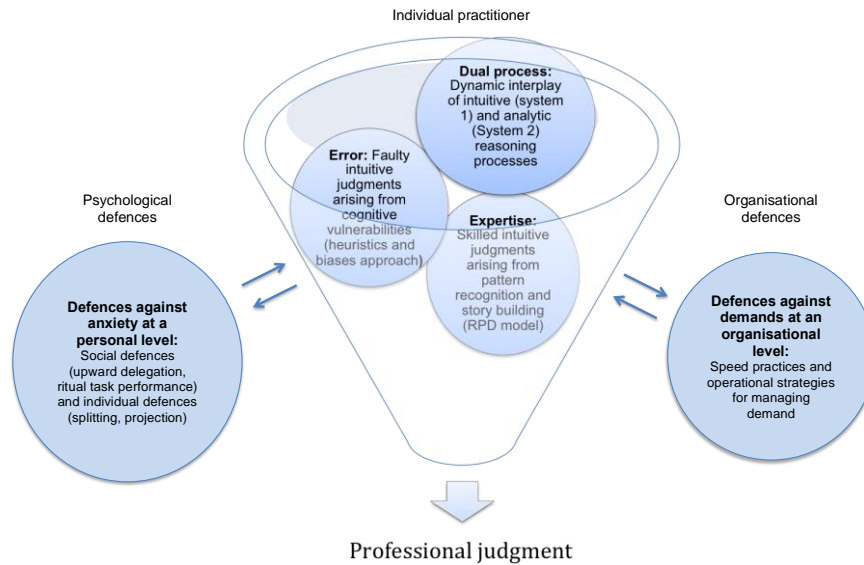 Individual practitioner
Dual process:
Dynamic interplay
of intuitive (system
1) and analytic
(System 2)
reasoning
processes
Error: Faulty
intuitive
judgments
arising from
cognitive
vulnerabilities
(heuristics and
biases approach)
Expertise:
Skilled intuitive
judgments
arising from
pattern
recognition and
story building
(RPD model)
Psychological
defences
Defences against
anxiety at a
personal level:
Social defences
(upward delegation,
ritual task performance)
and individual defences
(splitting, projection)
Organisational
defences
Defences against
demands at an
organisational
level:
Speed practices and
operational strategies
for managing
demand
Professional judgment